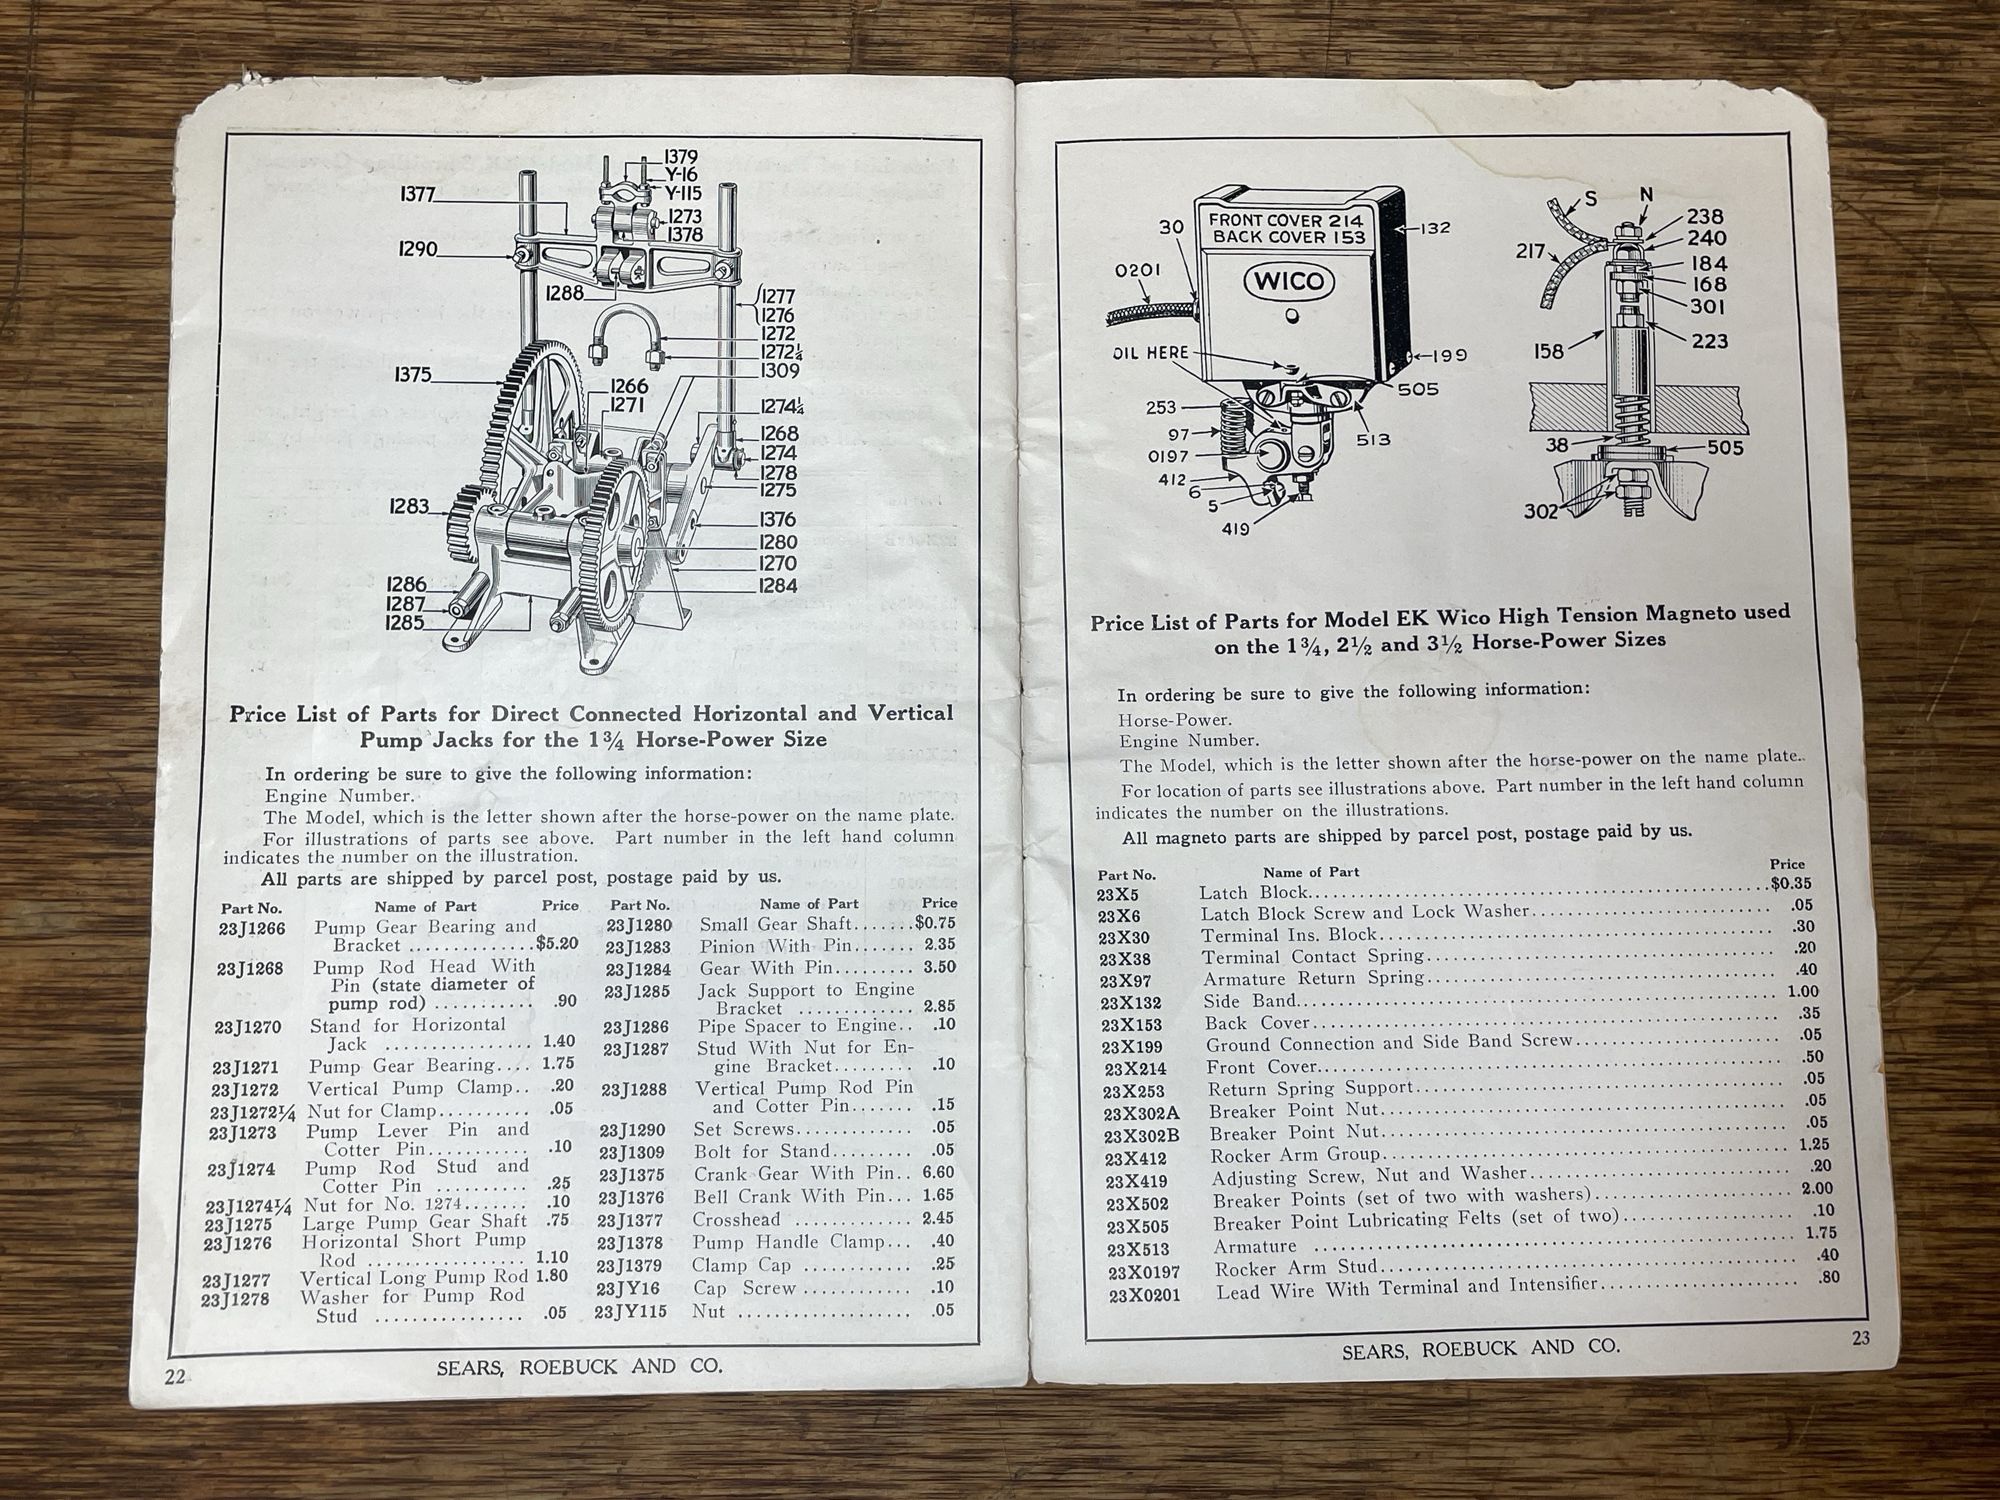 1379
Y-16
Y-115
1377
1273
1378
1290
1288
1277
1276
1272
1272¼
1309
1375
1266
1271
1274¼
1268
1274
1278
1275
1283
1376
1280
1270
1284
1286
1287
1285
Price List of Parts for Direct Connected Horizontal and Vertical
Pump Jacks for the 1¾ Horse-Power Size
In ordering be sure to give the following information:
Engine Number.
The Model, which is the letter shown after the horse-power on the name plate.
For illustrations of parts see above. Part number in the left hand column
indicates the number on the illustration.
All parts are shipped by parcel post, postage paid by us.
Part No. Name of Part Price
23J1266 Pump Gear Bearing and
Bracket .............. $5.20
23J1268 Pump Rod Head With
Pin (state diameter of
pump rod) ........... .90
23J1270 Stand for Horizontal
Jack ................ 1.40
23J1271 Pump Gear Bearing.... 1.75
23J1272 Vertical Pump Clamp.. .20
23J1272¼ Nut for Clamp.......... .05
23J1273 Pump Lever Pin and
Cotter Pin........... .10
23J1274 Pump Rod Stud and
Cotter Pin .......... .25
23J1274¼ Nut for No. 1274....... .10
23J1275 Large Pump Gear Shaft .75
23J1276 Horizontal Short Pump
Rod ................. 1.10
23J1277 Vertical Long Pump Rod 1.80
23J1278 Washer for Pump Rod
Stud ................ .05
Part No. Name of Part Price
23J1280 Small Gear Shaft.......$0.75
23J1283 Pinion With Pin....... 2.35
23J1284 Gear With Pin......... 3.50
23J1285 Jack Support to Engine
Bracket ............. 2.85
23J1286 Pipe Spacer to Engine.. .10
23J1287 Stud With Nut for En-
gine Bracket......... .10
23J1288 Vertical Pump Rod Pin
and Cotter Pin....... .15
23J1290 Set Screws............. .05
23J1309 Bolt for Stand......... .05
23J1375 Crank Gear With Pin.. 6.60
23J1376 Bell Crank With Pin... 1.65
23J1377 Crosshead ............. 2.45
23J1378 Pump Handle Clamp... .40
23J1379 Clamp Cap ............ .25
23JY16 Cap Screw ............ .10
23JY115 Nut ................... .05
22
SEARS, ROEBUCK AND CO.
FRONT COVER 214
BACK COVER 153
WICO
30
132
0201
OIL HERE
199
505
253
513
97
0197
412
6
5
419
S
N
238
240
217
184
168
301
223
158
38
505
302
Price List of Parts for Model EK Wico High Tension Magneto used
on the 1¾, 2½ and 3½ Horse-Power Sizes
In ordering be sure to give the following information:
Horse-Power.
Engine Number.
The Model, which is the letter shown after the horse-power on the name plate.
For location of parts see illustrations above. Part number in the left hand column
indicates the number on the illustrations.
All magneto parts are shipped by parcel post, postage paid by us.
Part No. Name of Part Price
23X5 Latch Block..........$0.35
23X6 Latch Block Screw and Lock Washer.......... .05
23X30 Terminal Ins. Block.......... .30
23X38 Terminal Contact Spring.......... .20
23X97 Armature Return Spring.......... .40
23X132 Side Band.......... 1.00
23X153 Back Cover.......... .35
23X199 Ground Connection and Side Band Screw.......... .05
23X214 Front Cover.......... .50
23X253 Return Spring Support.......... .05
23X302A Breaker Point Nut.......... .05
23X302B Breaker Point Nut.......... .05
23X412 Rocker Arm Group.......... 1.25
23X419 Adjusting Screw, Nut and Washer.......... .20
23X502 Breaker Points (set of two with washers).......... 2.00
23X505 Breaker Point Lubricating Felts (set of two).......... .10
23X513 Armature .......... 1.75
23X0197 Rocker Arm Stud.......... .40
23X0201 Lead Wire With Terminal and Intensifier.......... .80
SEARS, ROEBUCK AND CO.
23